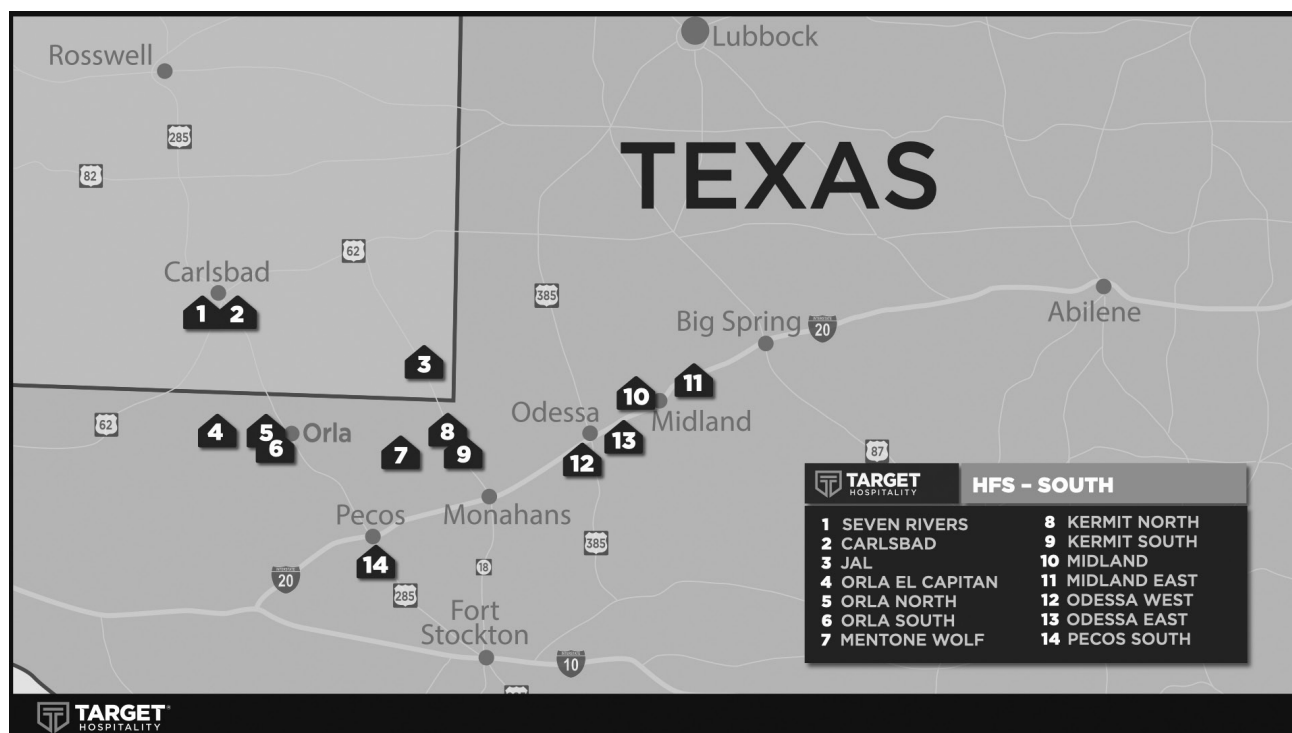 Rosswell
Lubbock
285
TEXAS
82
62
Carlsbad
1 2
385
Abilene
Big Spring
20
3
10
11
Midland
62
4
5
6
Orla
7
8
9
Odessa
12
13
87
Pecos
14
Monahans
385
18
20
285
Fort
Stockton
10
TARGET
HOSPITALITY
HFS – SOUTH
1 SEVEN RIVERS
2 CARLSBAD
3 JAL
4 ORLA EL CAPITAN
5 ORLA NORTH
6 ORLA SOUTH
7 MENTONE WOLF
8 KERMIT NORTH
9 KERMIT SOUTH
10 MIDLAND
11 MIDLAND EAST
12 ODESSA WEST
13 ODESSA EAST
14 PECOS SOUTH
TARGET®
HOSPITALITY